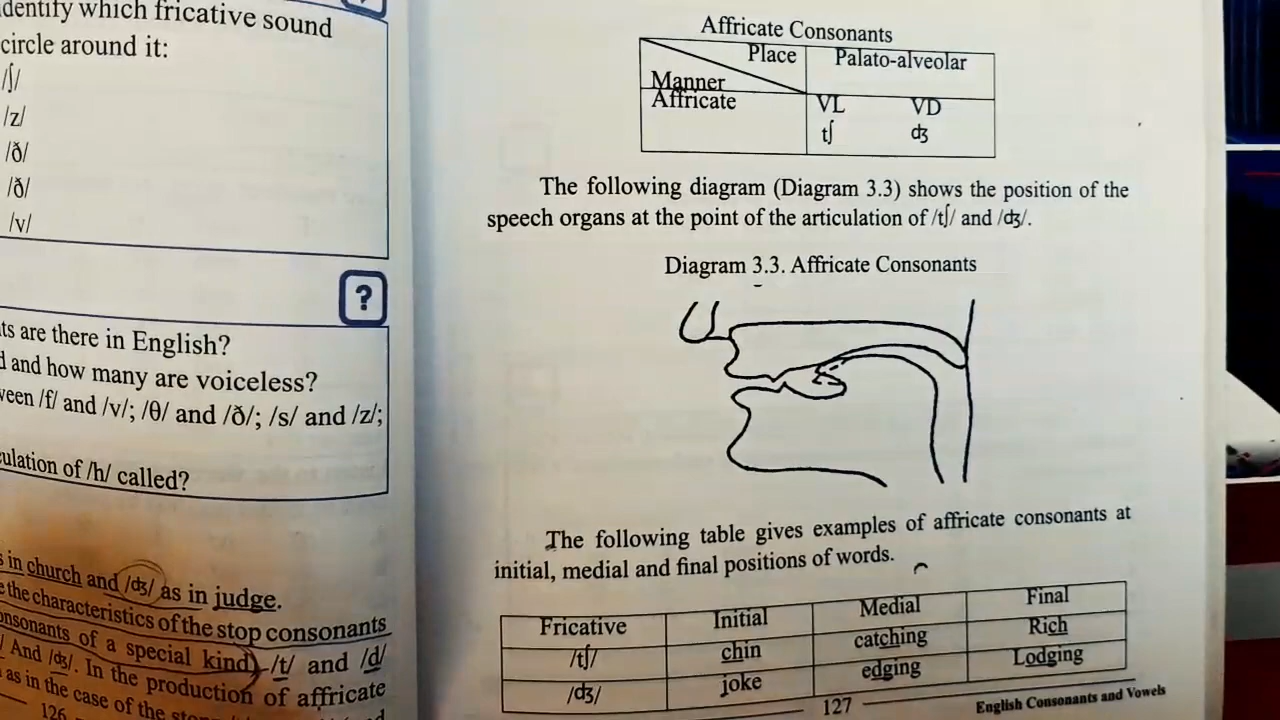 dentify which fricative sound
circle around it:
/ʃ/
/z/
/ð/
/ð/
/v/
?
are there in English?
and how many are voiceless?
/f/ and /v/; /θ/ and /ð/; /s/ and /z/;
of /h/ called?
in church and /dʒ/ as in judge.
the characteristics of the stop consonants
of a special kind) /t/ and /d/
And /dʒ/. In the production of affricate
as in the case of the
126
Affricate Consonants
Place Palato-alveolar
Manner
Affricate VL VD
tʃ dʒ
The following diagram (Diagram 3.3) shows the position of the
speech organs at the point of the articulation of /tʃ/ and /dʒ/.
Diagram 3.3. Affricate Consonants
The following table gives examples of affricate consonants at
initial, medial and final positions of words.
Fricative Initial Medial Final
/tʃ/ chin catching Rich
/dʒ/ joke edging Lodging
127 English Consonants and Vowels